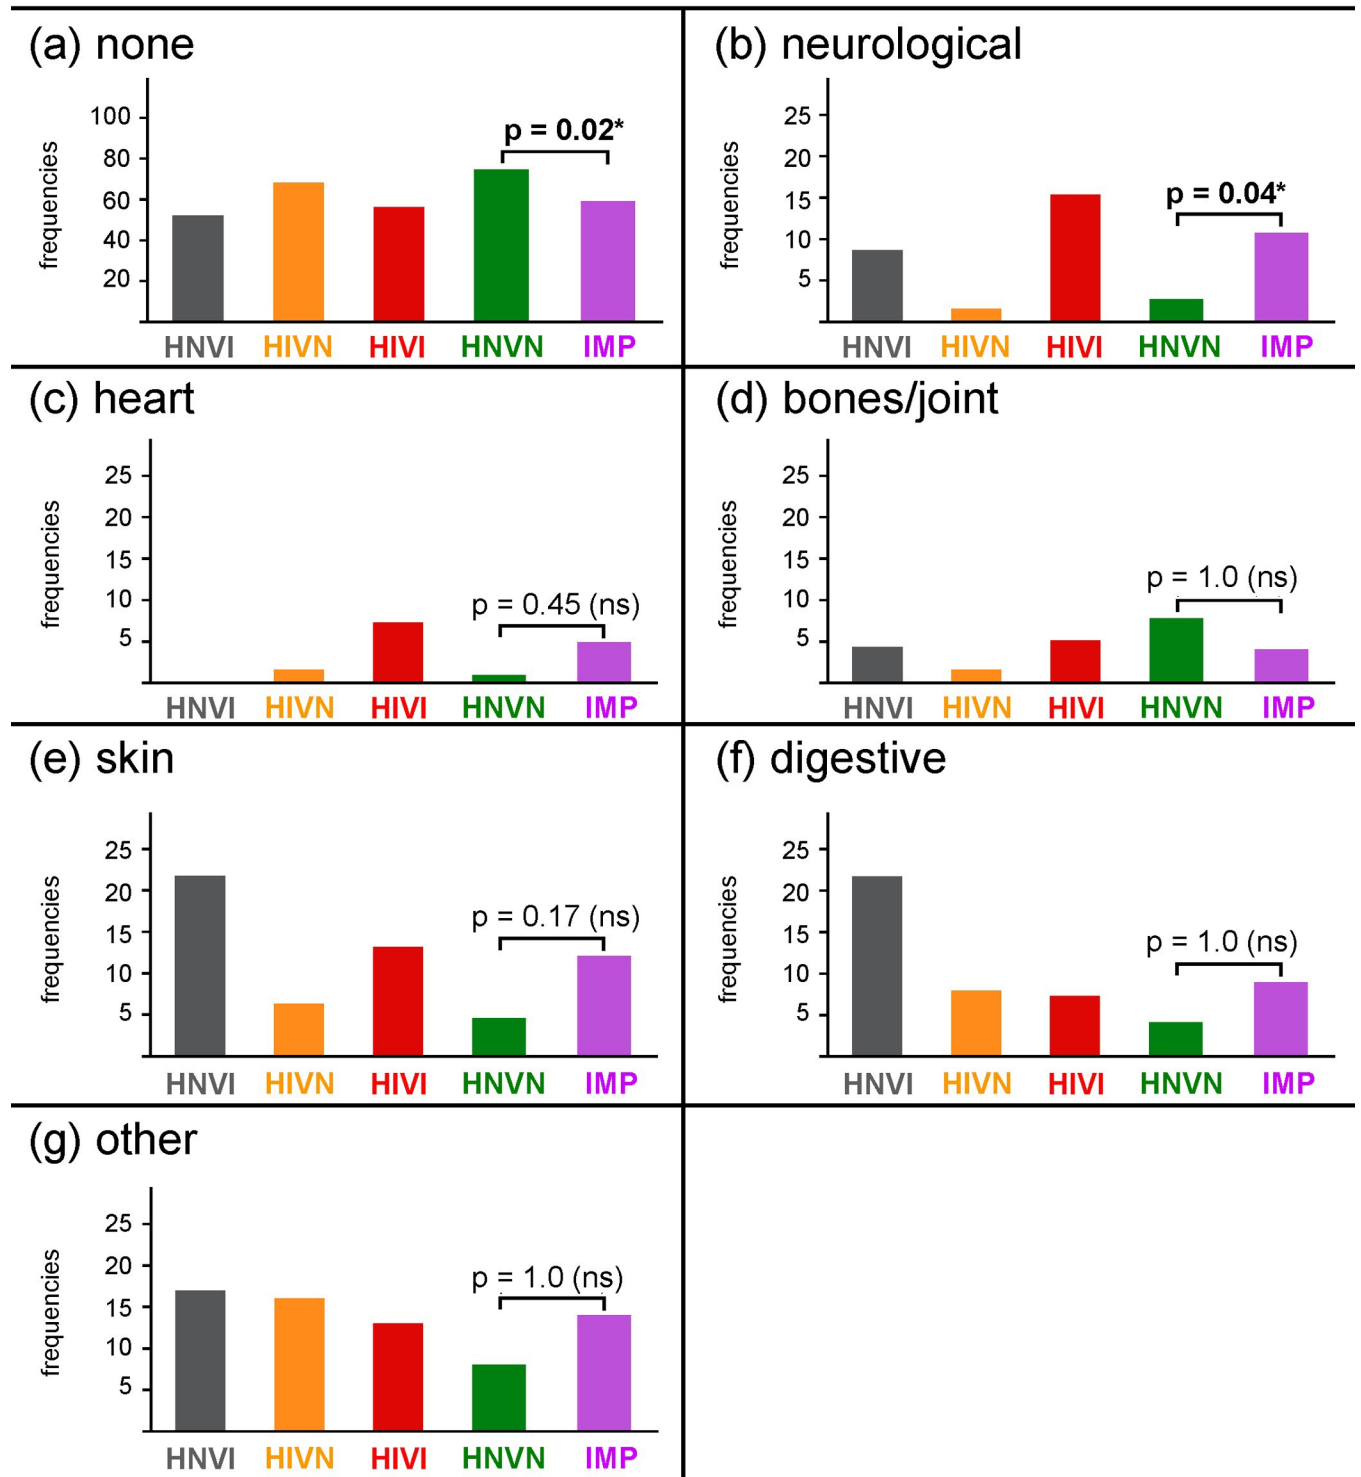 (a) none
100
80
60
40
20
frequencies
p = 0.02*
HNVI HIVN HIVI HNVN IMP
(b) neurological
25
20
15
10
5
frequencies
p = 0.04*
HNVI HIVN HIVI HNVN IMP
(c) heart
25
20
15
10
5
frequencies
p = 0.45 (ns)
HNVI HIVN HIVI HNVN IMP
(d) bones/joint
25
20
15
10
5
frequencies
p = 1.0 (ns)
HNVI HIVN HIVI HNVN IMP
(e) skin
25
20
15
10
5
frequencies
p = 0.17 (ns)
HNVI HIVN HIVI HNVN IMP
(f) digestive
25
20
15
10
5
frequencies
p = 1.0 (ns)
HNVI HIVN HIVI HNVN IMP
(g) other
25
20
15
10
5
frequencies
p = 1.0 (ns)
HNVI HIVN HIVI HNVN IMP